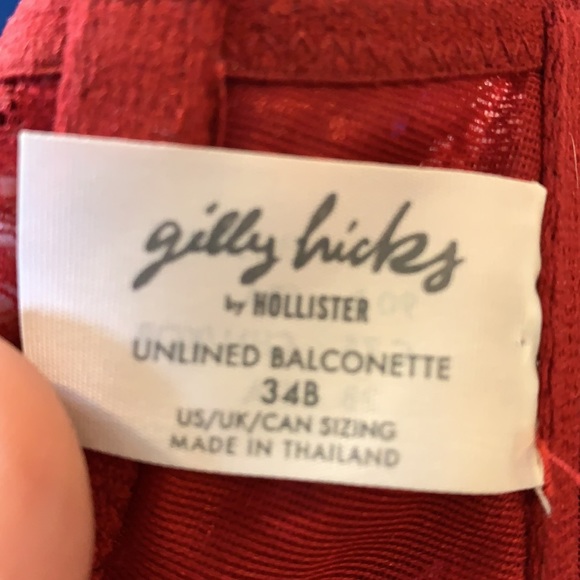 gilly hicks
by HOLLISTER
UNLINED BALCONETTE
34B
US/UK/CAN SIZING
MADE IN THAILAND